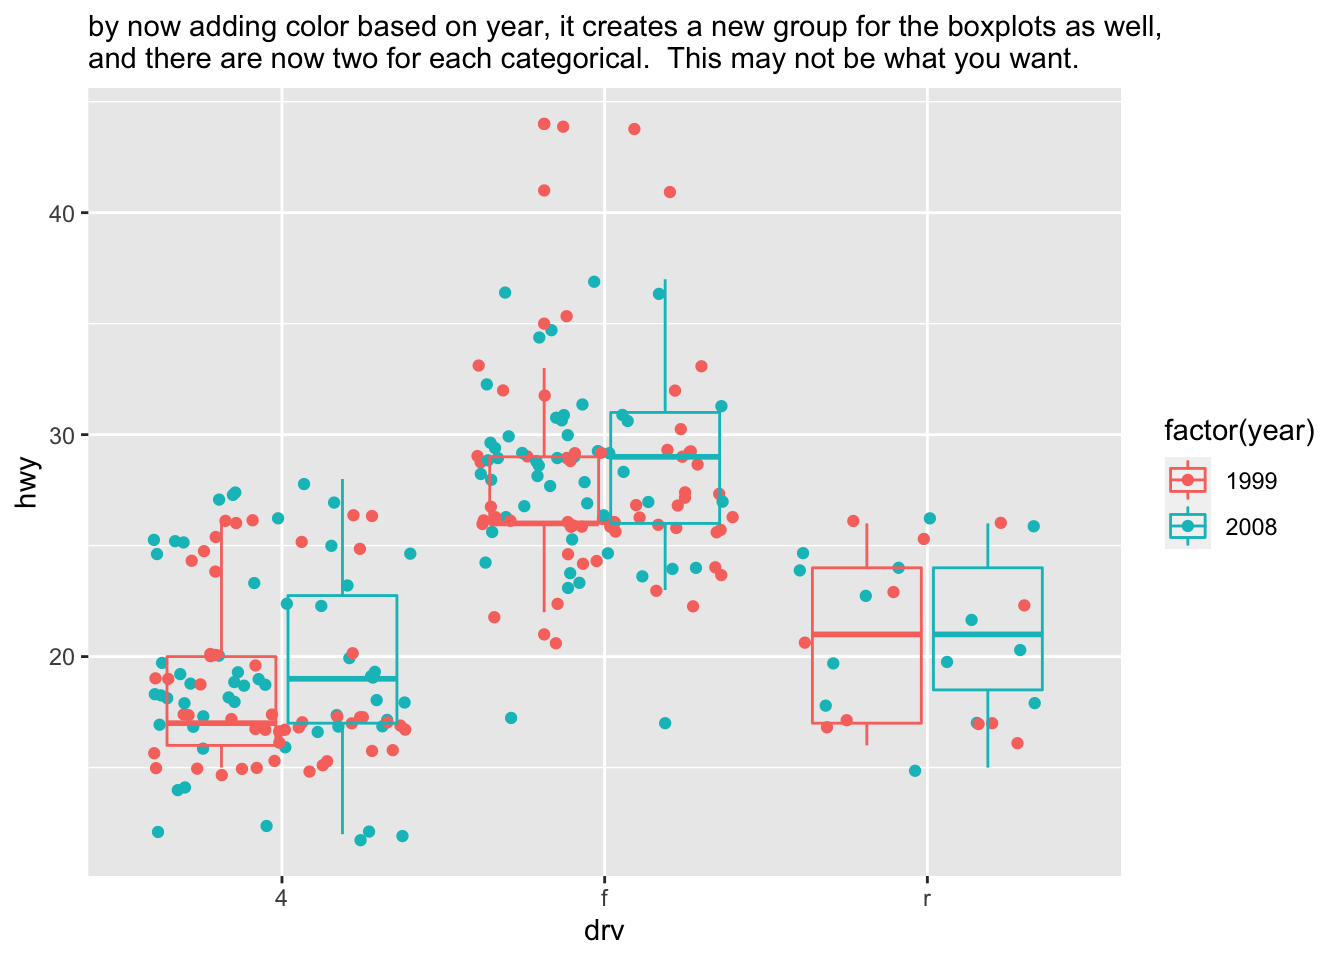 by now adding color based on year, it creates a new group for the boxplots as well,
and there are now two for each categorical.  This may not be what you want.
40
30
20
hwy
4
f
r
drv
factor(year)
1999
2008